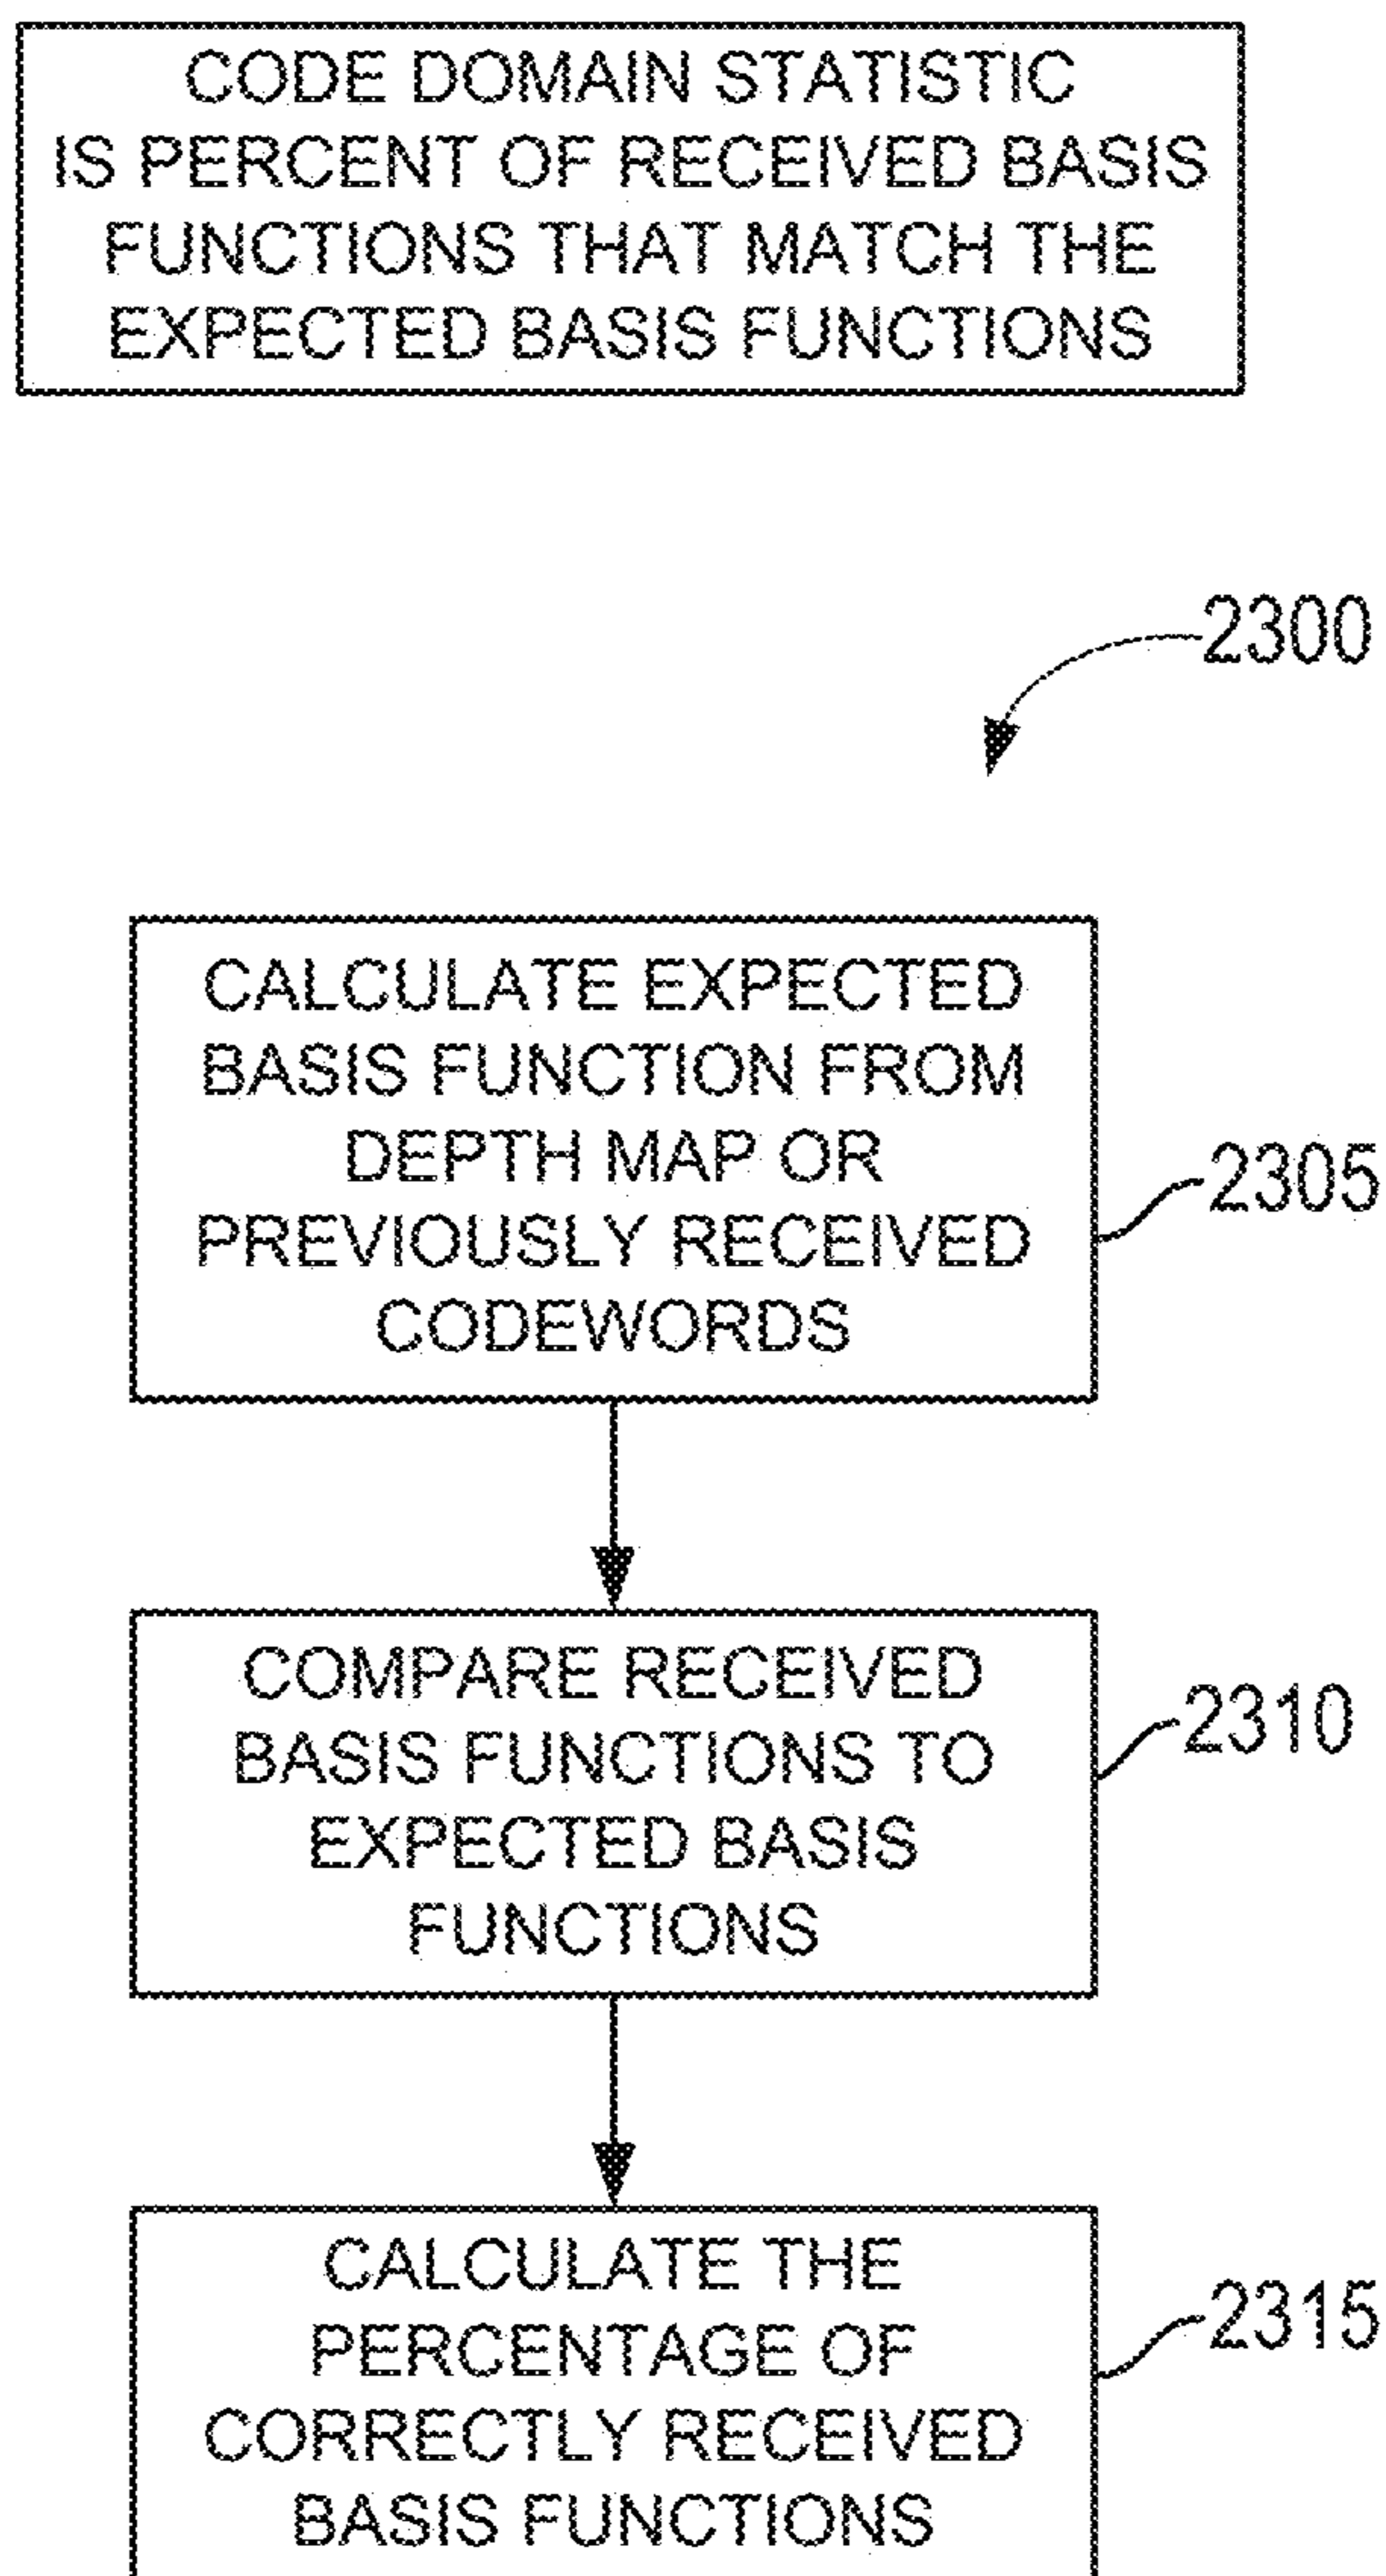 CODE DOMAIN STATISTIC
IS PERCENT OF RECEIVED BASIS
FUNCTIONS THAT MATCH THE
EXPECTED BASIS FUNCTIONS
2300
CALCULATE EXPECTED
BASIS FUNCTION FROM
DEPTH MAP OR
PREVIOUSLY RECEIVED
CODEWORDS
2305
COMPARE RECEIVED
BASIS FUNCTIONS TO
EXPECTED BASIS
FUNCTIONS
2310
CALCULATE THE
PERCENTAGE OF
CORRECTLY RECEIVED
BASIS FUNCTIONS
2315